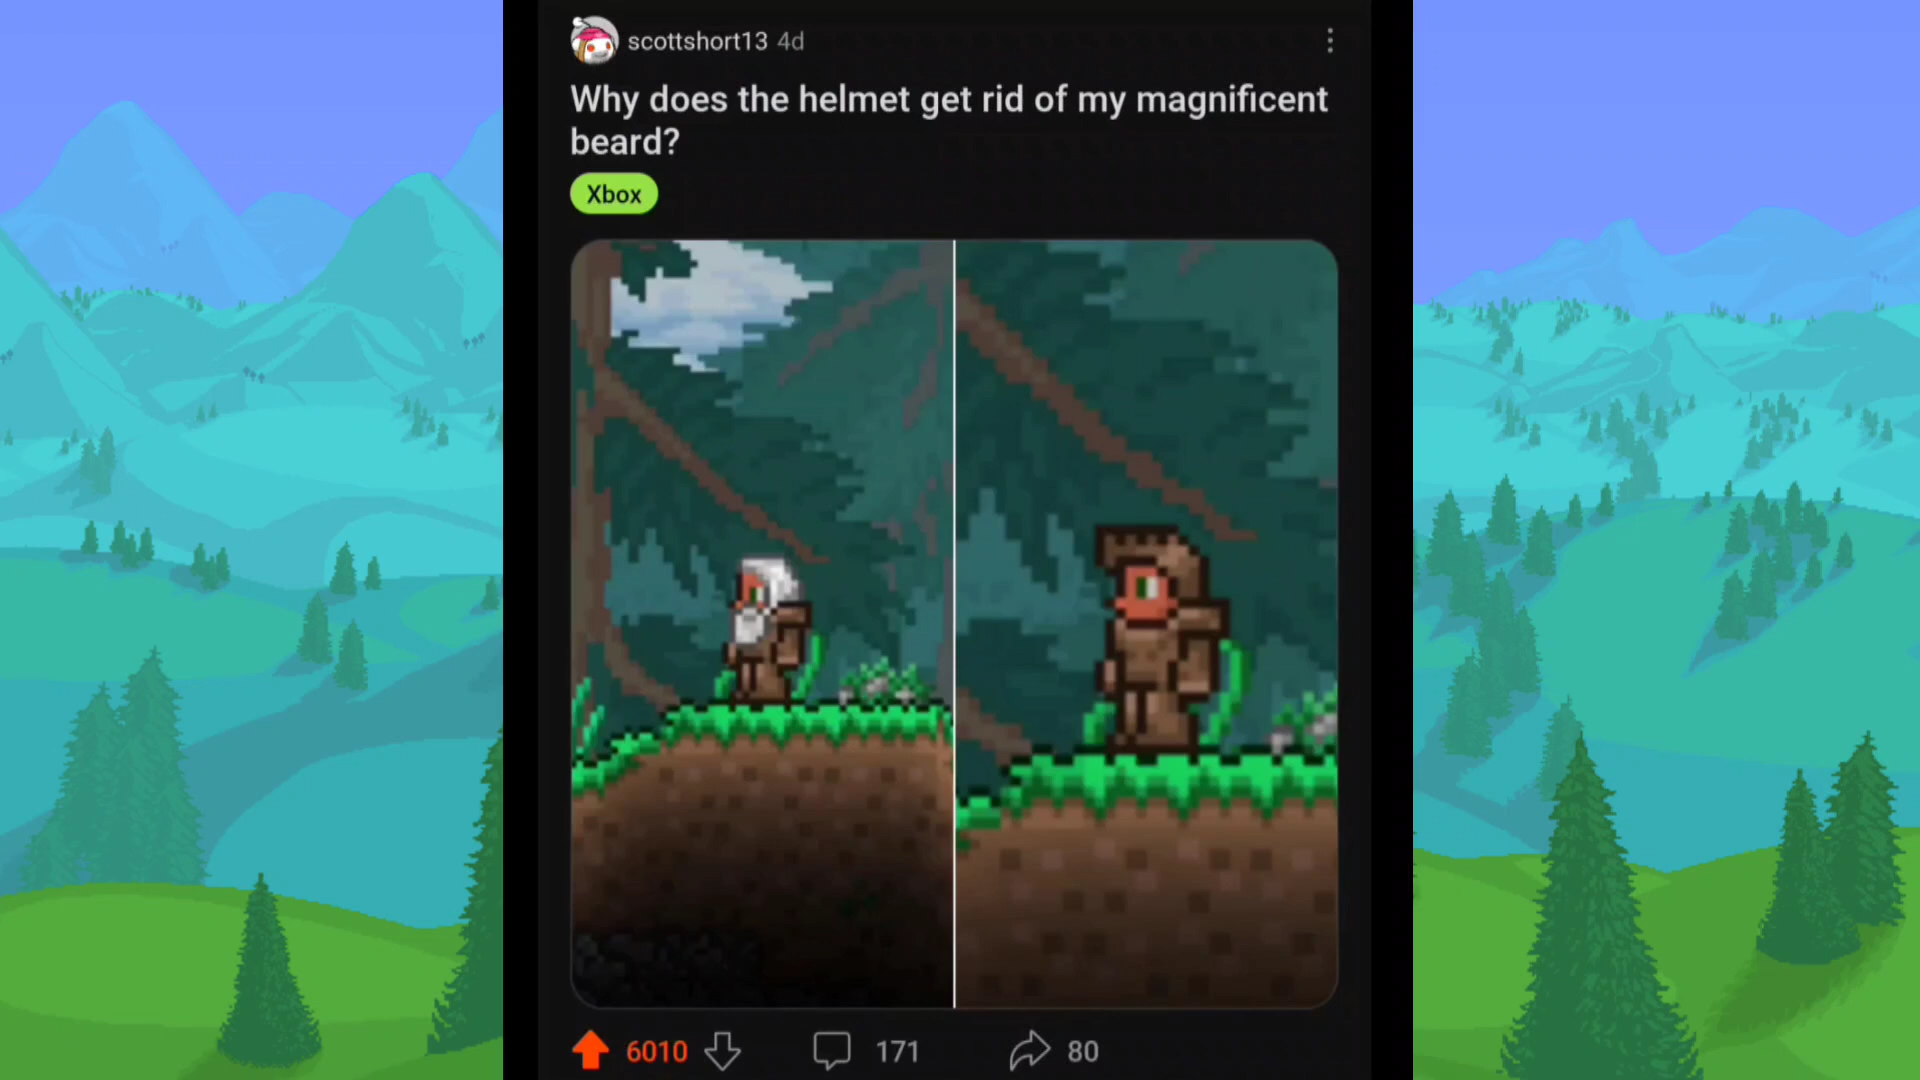 scottshort13 4d
Why does the helmet get rid of my magnificent
beard?
Xbox
6010 171 80